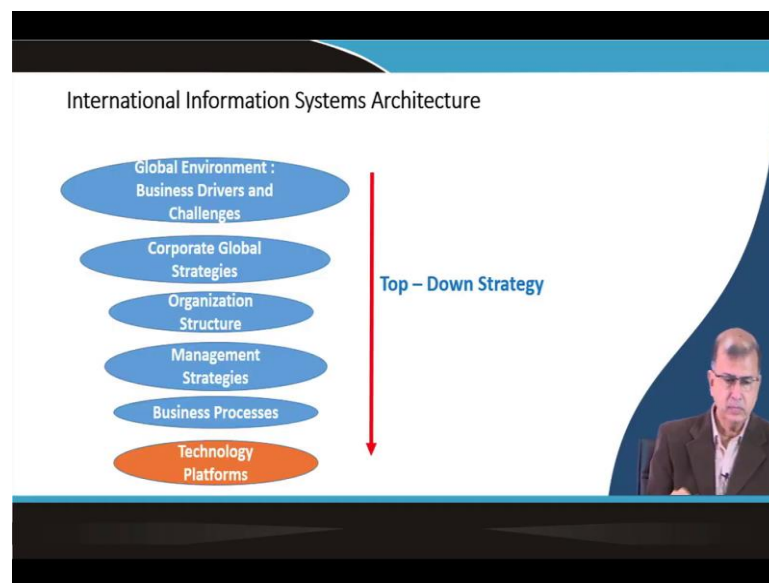 International Information Systems Architecture
Global Environment :
Business Drivers and
Challenges
Corporate Global
Strategies
Organization
Structure
Management
Strategies
Business Processes
Technology
Platforms
Top – Down Strategy